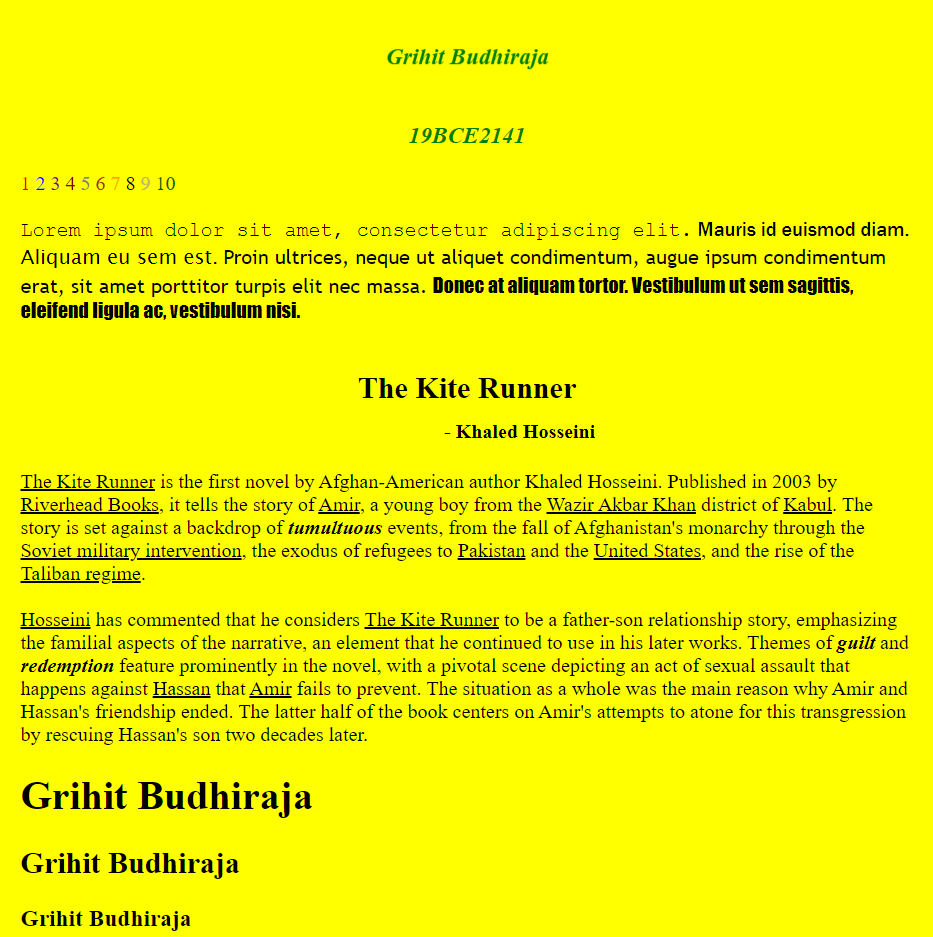 Grihit Budhiraja
19BCE2141
1 2 3 4 5 6 7 8 9 10
Lorem ipsum dolor sit amet, consectetur adipiscing elit. Mauris id euismod diam.
Aliquam eu sem est. Proin ultrices, neque ut aliquet condimentum, augue ipsum condimentum
erat, sit amet porttitor turpis elit nec massa. Donec at aliquam tortor. Vestibulum ut sem sagittis,
eleifend ligula ac, vestibulum nisi.
The Kite Runner
- Khaled Hosseini
The Kite Runner is the first novel by Afghan-American author Khaled Hosseini. Published in 2003 by
Riverhead Books, it tells the story of Amir, a young boy from the Wazir Akbar Khan district of Kabul. The
story is set against a backdrop of tumultuous events, from the fall of Afghanistan's monarchy through the
Soviet military intervention, the exodus of refugees to Pakistan and the United States, and the rise of the
Taliban regime.
Hosseini has commented that he considers The Kite Runner to be a father-son relationship story, emphasizing
the familial aspects of the narrative, an element that he continued to use in his later works. Themes of guilt and
redemption feature prominently in the novel, with a pivotal scene depicting an act of sexual assault that
happens against Hassan that Amir fails to prevent. The situation as a whole was the main reason why Amir and
Hassan's friendship ended. The latter half of the book centers on Amir's attempts to atone for this transgression
by rescuing Hassan's son two decades later.
Grihit Budhiraja
Grihit Budhiraja
Grihit Budhiraja